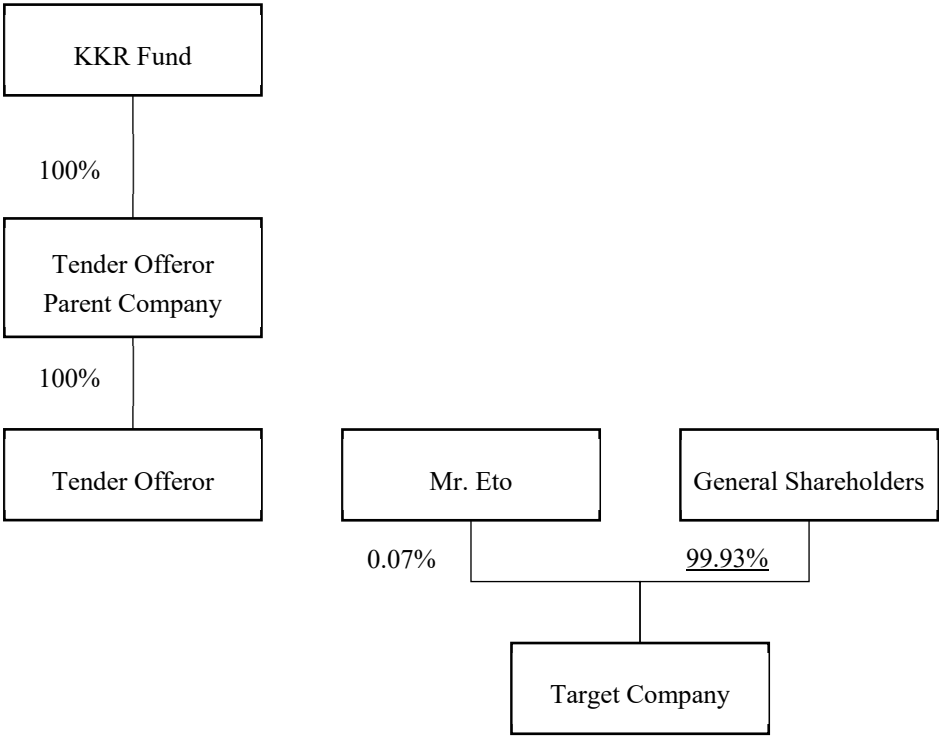 KKR Fund
100%
Tender Offeror
Parent Company
100%
Tender Offeror
Mr. Eto
General Shareholders
0.07%
99.93%
Target Company